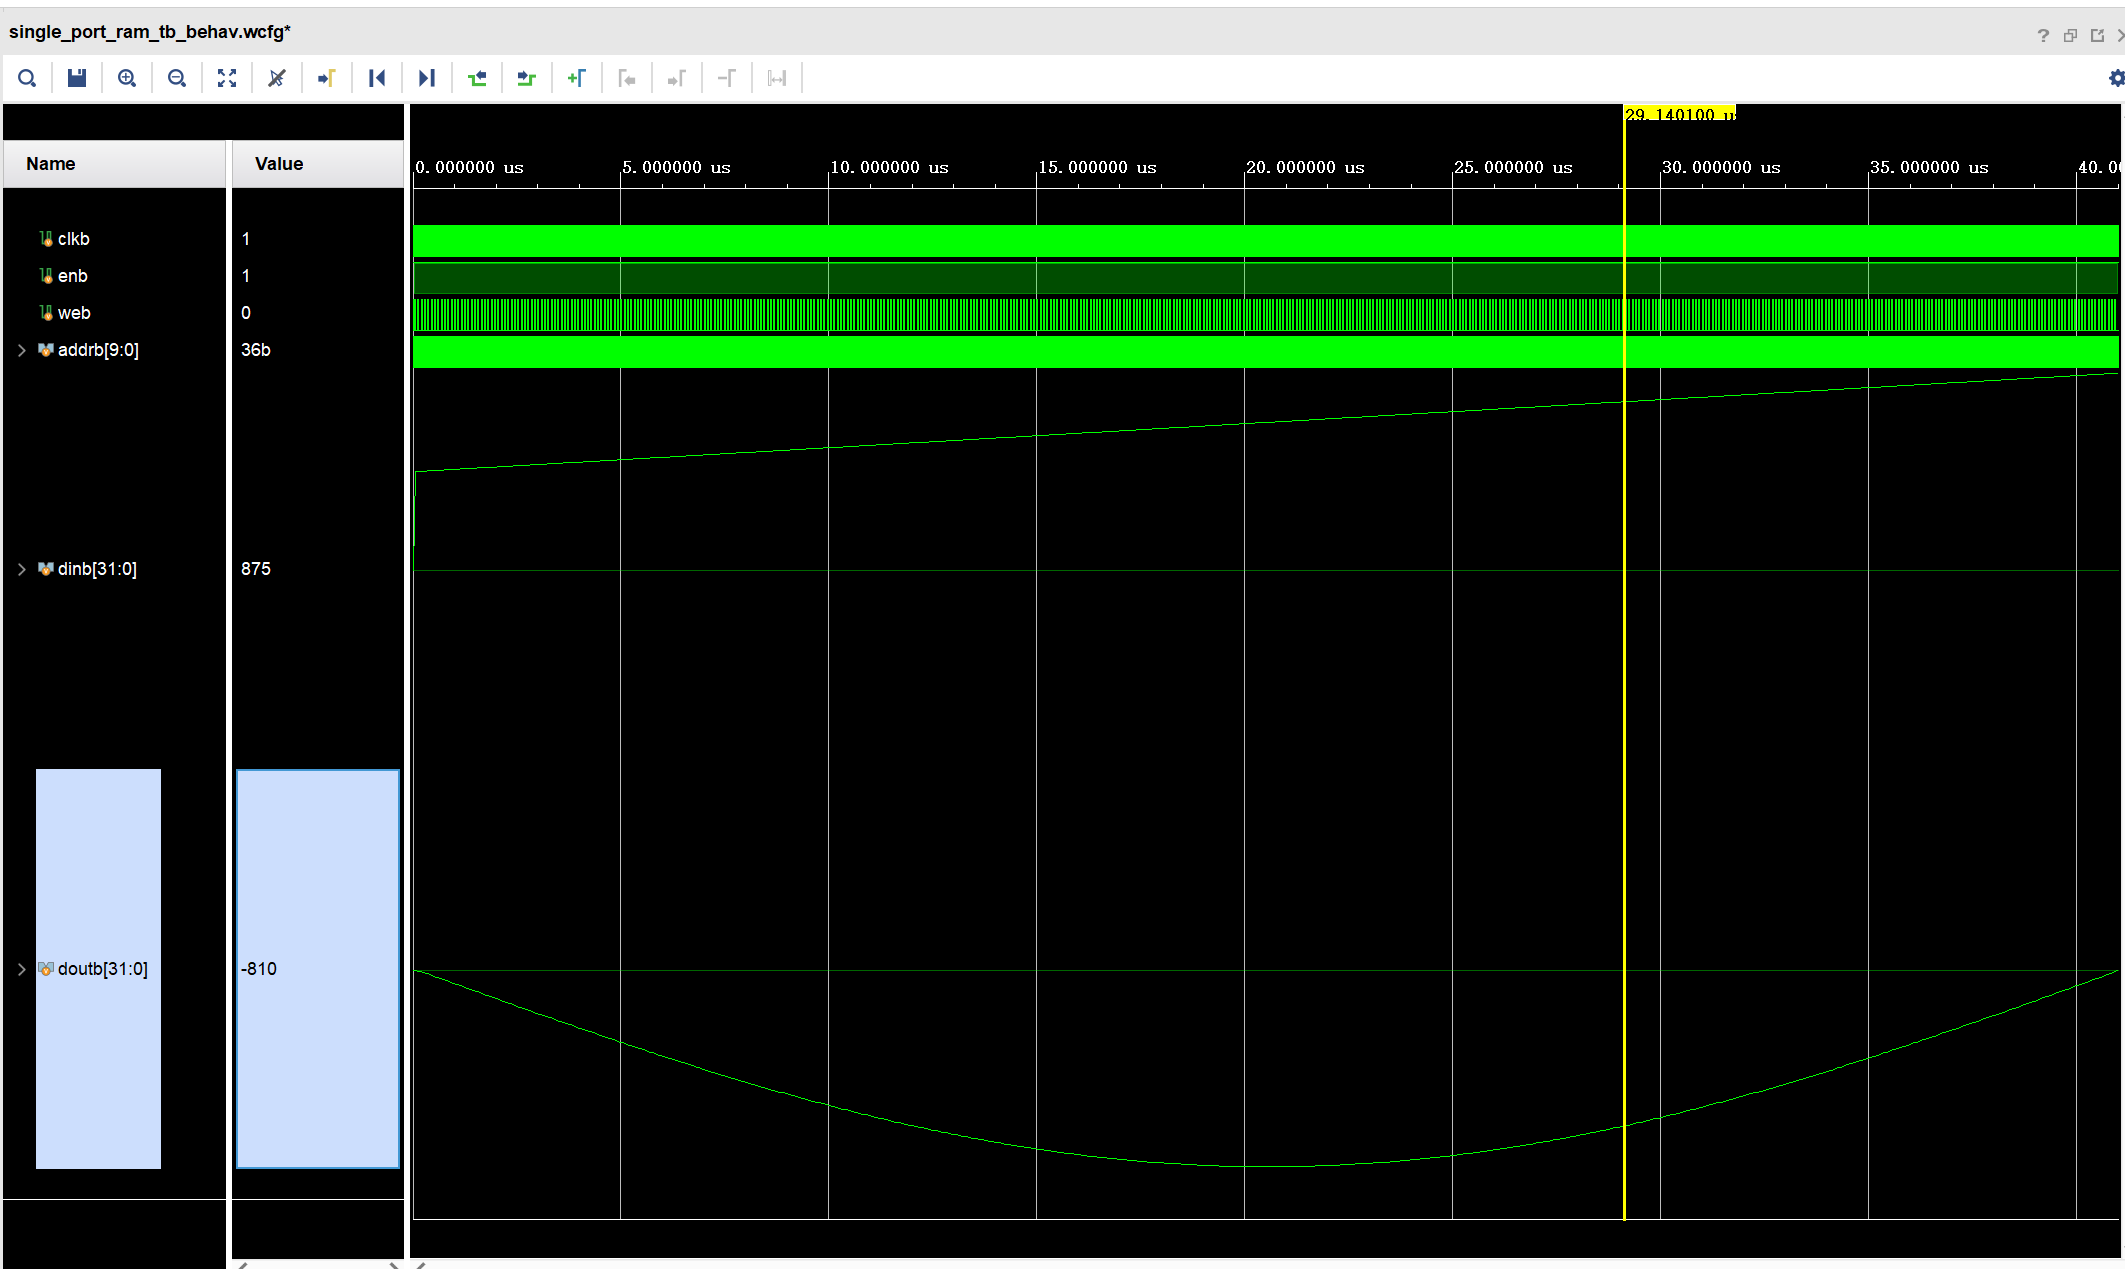 single_port_ram_tb_behav.wcfg*
29.140100 us
Name Value
0.000000 us 5.000000 us 10.000000 us 15.000000 us 20.000000 us 25.000000 us 30.000000 us 35.000000 us 40.0
clkb 1
enb 1
web 0
addrb[9:0] 36b
dinb[31:0] 875
doutb[31:0] -810